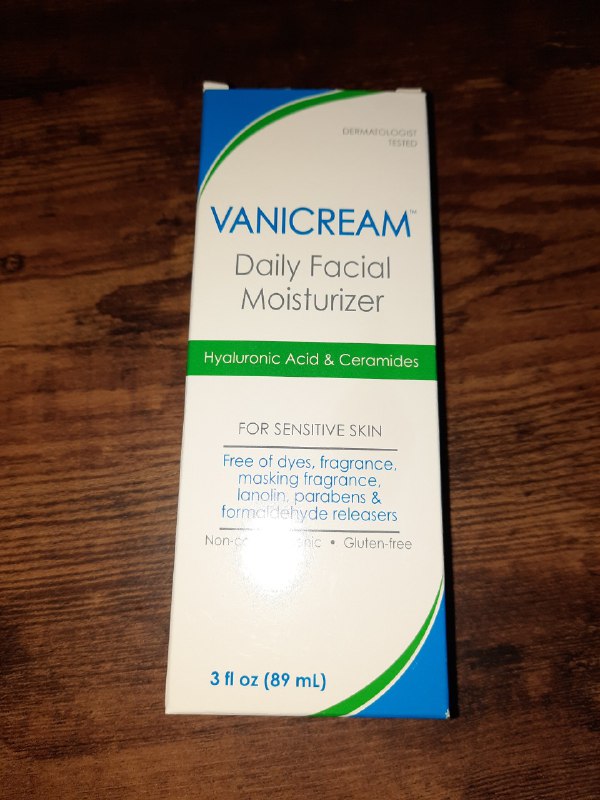 DERMATOLOGIST
TESTED
VANICREAM™
Daily Facial
Moisturizer
Hyaluronic Acid & Ceramides
FOR SENSITIVE SKIN
Free of dyes, fragrance,
masking fragrance,
lanolin, parabens &
formaldehyde releasers
• Gluten-free
3 fl oz (89 mL)